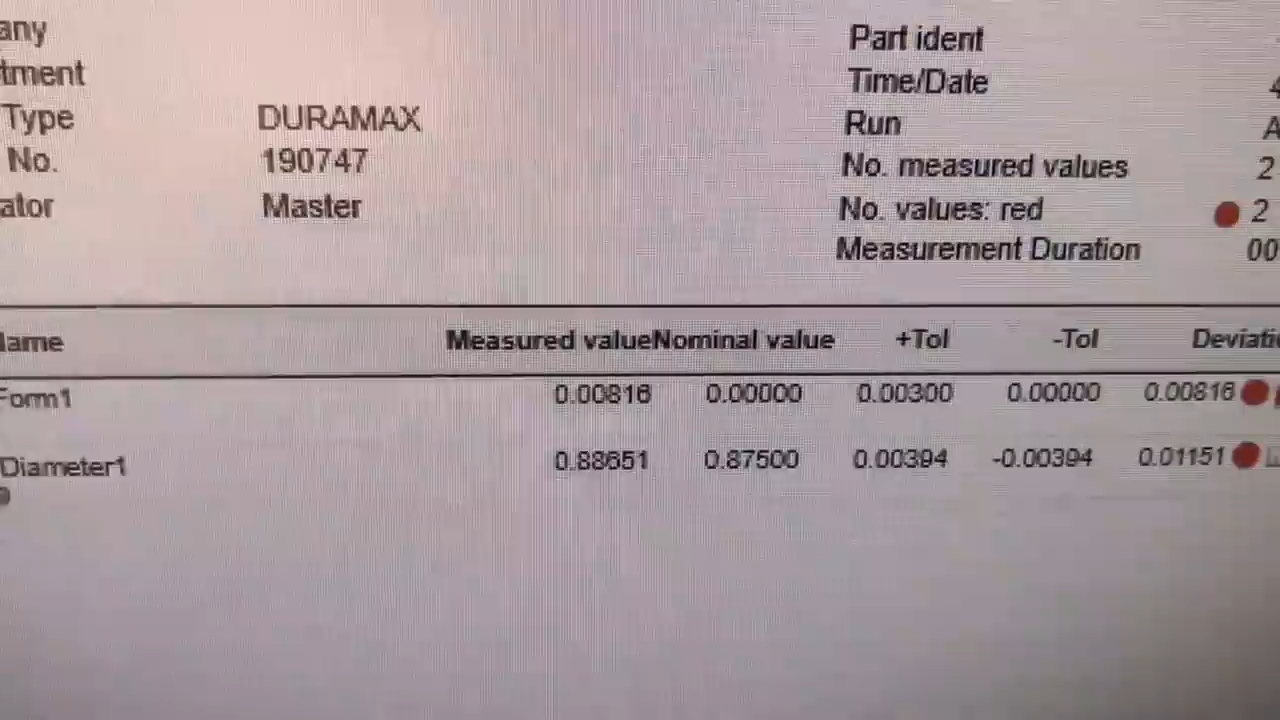 any Part ident
tment Time/Date
Type DURAMAX Run
No. 190747 No. measured values 2
ator Master No. values: red 2
Measurement Duration 00
lame Measured valueNominal value +Tol -Tol Deviati
Form1 0.00816 0.00000 0.00300 0.00000 0.00816
Diameter1 0.88651 0.87500 0.00394 -0.00394 0.01151